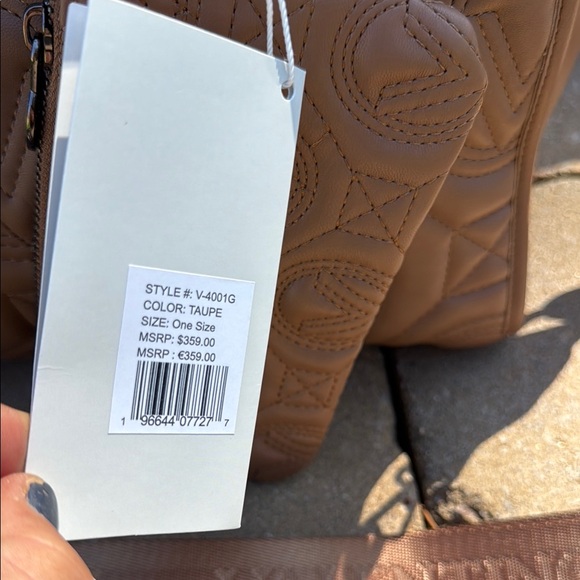 STYLE #: V-4001G
COLOR: TAUPE
SIZE: One Size
MSRP: $359.00
MSRP : €359.00
1 96644 07727 7